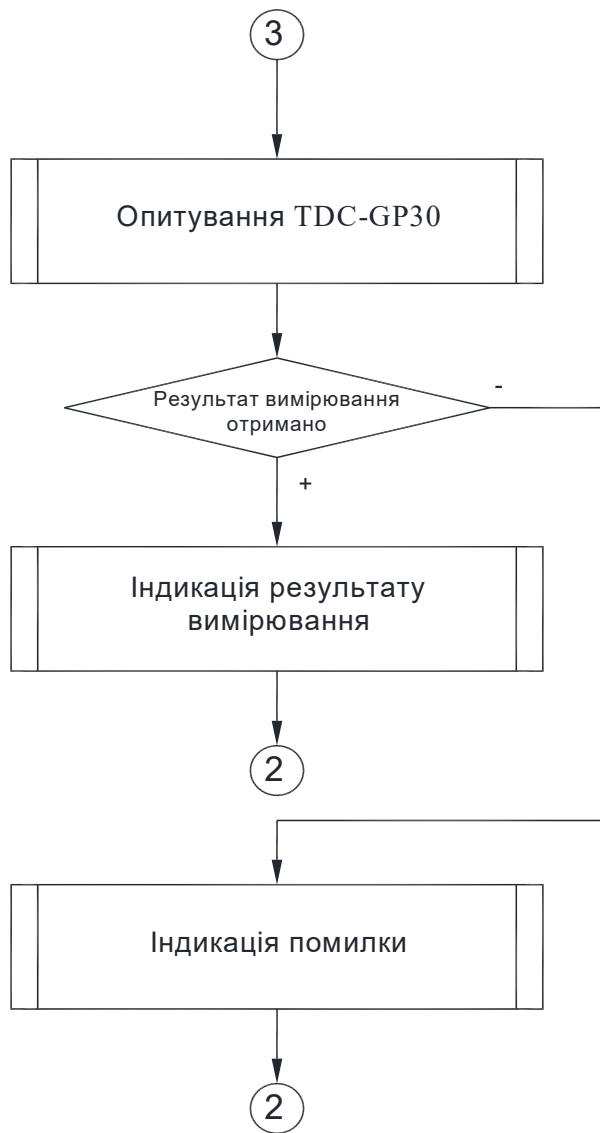 3
Опитування TDC-GP30
Результат вимірювання
отримано
-
+
Індикація результату
вимірювання
2
Індикація помилки
2